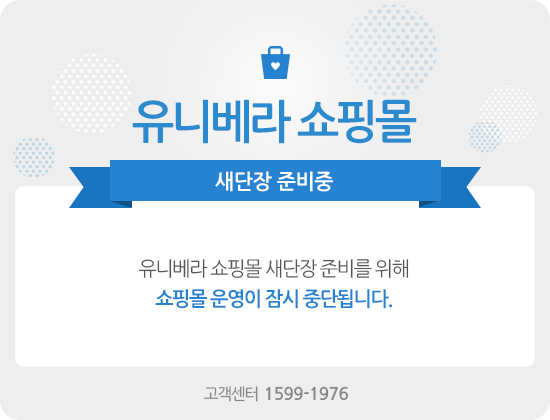 유니베라 쇼핑몰
새단장 준비중
유니베라 쇼핑몰 새단장 준비를 위해
쇼핑몰 운영이 잠시 중단됩니다.
고객센터 1599-1976